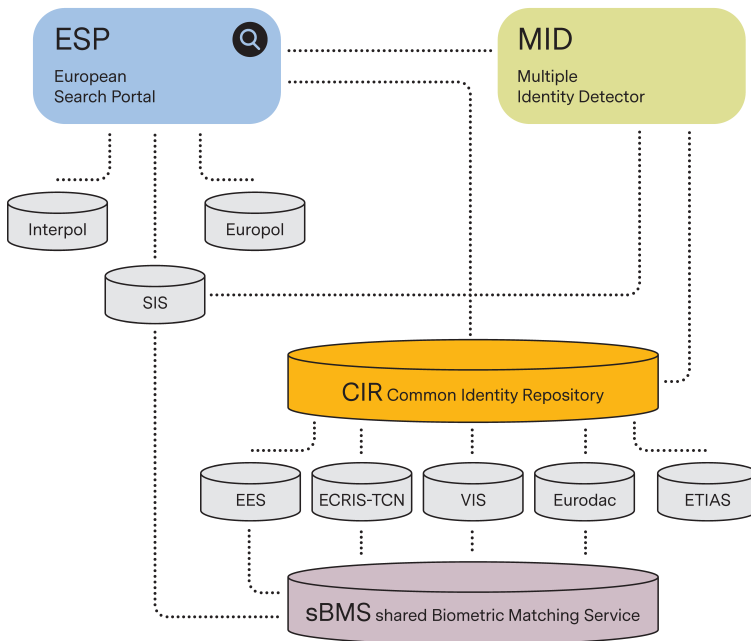 ESP
European
Search Portal
MID
Multiple
Identity Detector
Interpol
Europol
SIS
CIR Common Identity Repository
EES
ECRIS-TCN
VIS
Eurodac
ETIAS
sBMS shared Biometric Matching Service